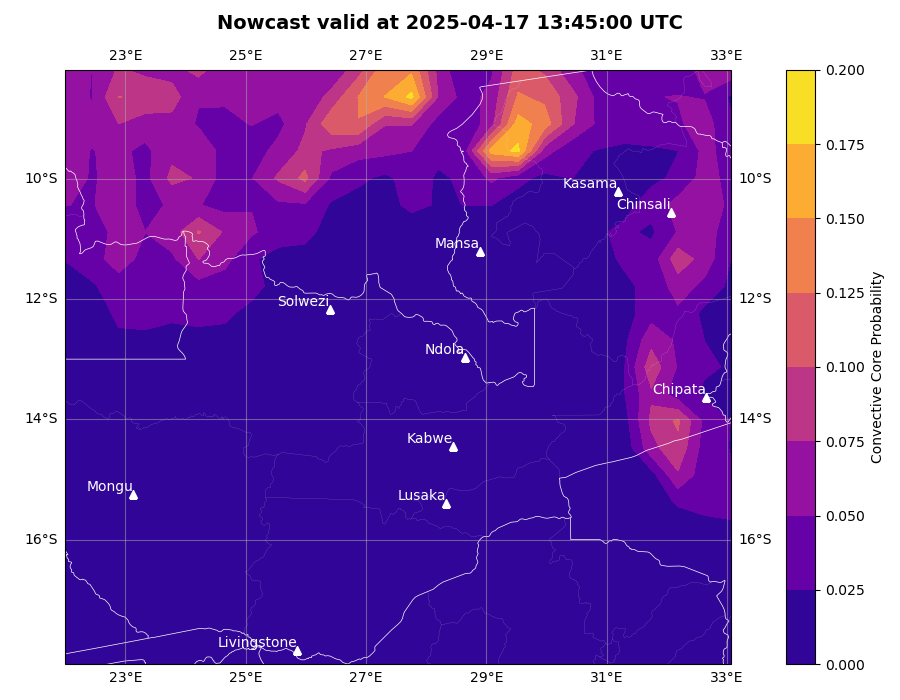 Nowcast valid at 2025-04-17 13:45:00 UTC
23°E 25°E 27°E 29°E 31°E 33°E
0.200
0.175
10°S 10°S
Kasama
Chinsali
0.150
Mansa
12°S 12°S
Solwezi
0.125
Ndola
0.100
Chipata
14°S 14°S
Kabwe
0.075
Mongu
Lusaka
0.050
16°S 16°S
0.025
Livingstone
0.000
23°E 25°E 27°E 29°E 31°E 33°E
Convective Core Probability